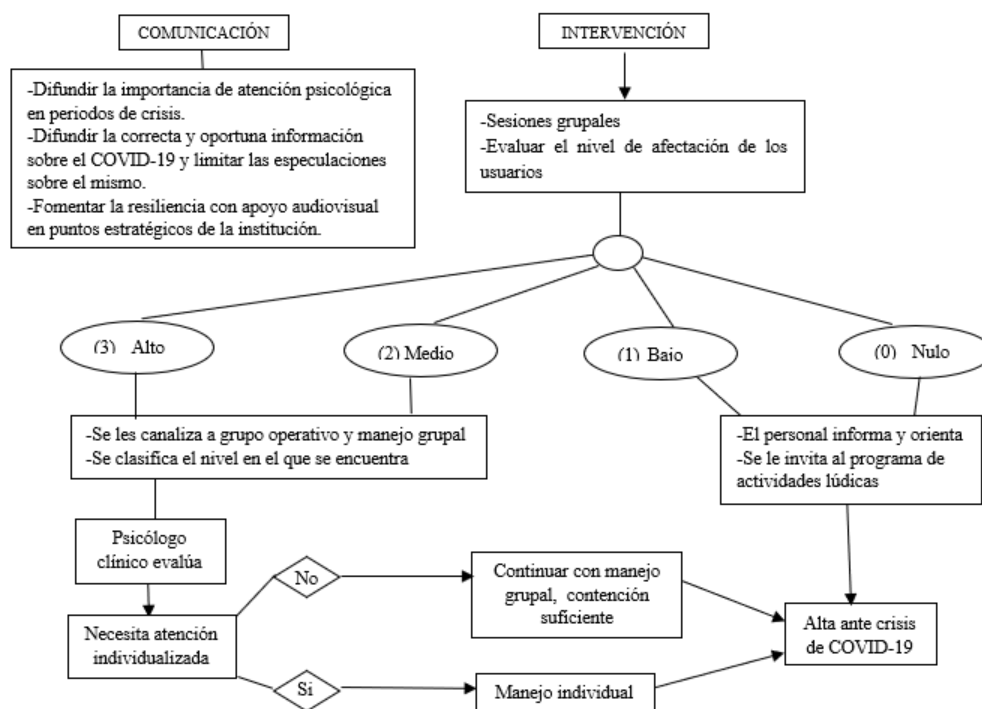 COMUNICACIÓN
-Difundir la importancia de atención psicológica
en periodos de crisis.
-Difundir la correcta y oportuna información
sobre el COVID-19 y limitar las especulaciones
sobre el mismo.
-Fomentar la resiliencia con apoyo audiovisual
en puntos estratégicos de la institución.
INTERVENCIÓN
-Sesiones grupales
-Evaluar el nivel de afectación de los
usuarios
(3) Alto
(2) Medio
(1) Bajo
(0) Nulo
-Se les canaliza a grupo operativo y manejo grupal
-Se clasifica el nivel en el que se encuentra
-El personal informa y orienta
-Se le invita al programa de
actividades lúdicas
Psicólogo
clínico evalúa
Necesita atención
individualizada
No
Continuar con manejo
grupal, contención
suficiente
Si
Manejo individual
Alta ante crisis
de COVID-19